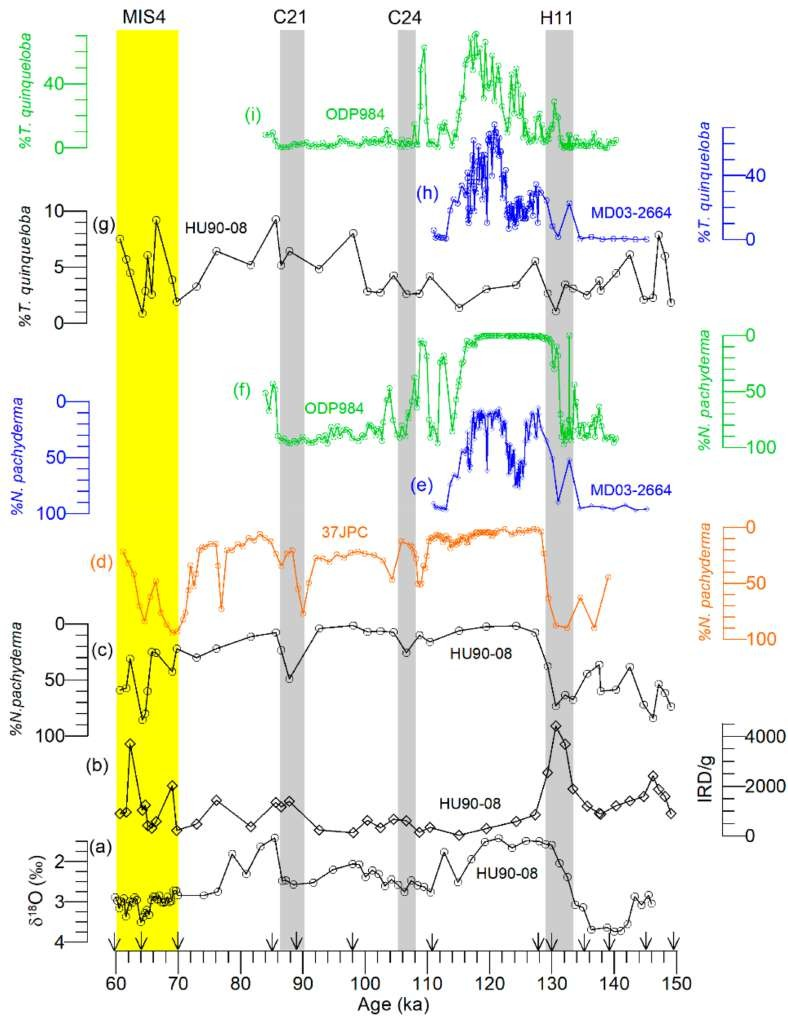 MIS4 C21 C24 H11
%T. quinqueloba
40
0
(i) ODP984
(h) MD03-2664
40
0
%T. quinqueloba
(g) HU90-08
10
5
0
%T. quinqueloba
(f) ODP984
0
50
100
%N. pachyderma
0
50
100
%N. pachyderma
(e) MD03-2664
(d) 37JPC
0
50
100
%N. pachyderma
0
50
100
%N.pachyderma
(c) HU90-08
(b) HU90-08
4000
2000
0
IRD/g
(a) HU90-08
2
3
4
δ18O (‰)
60 70 80 90 100 110 120 130 140 150
Age (ka)